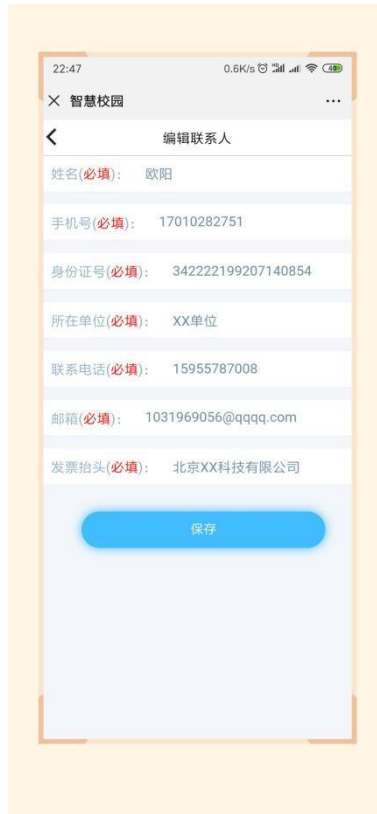 22:47 0.6K/s 40
智慧校园 ...
编辑联系人
姓名(必填): 欧阳
手机号(必填): 17010282751
身份证号(必填): 342222199207140854
所在单位(必填): XX单位
联系电话(必填): 15955787008
邮箱(必填): 1031969056@qqqq.com
发票抬头(必填): 北京XX科技有限公司
保存